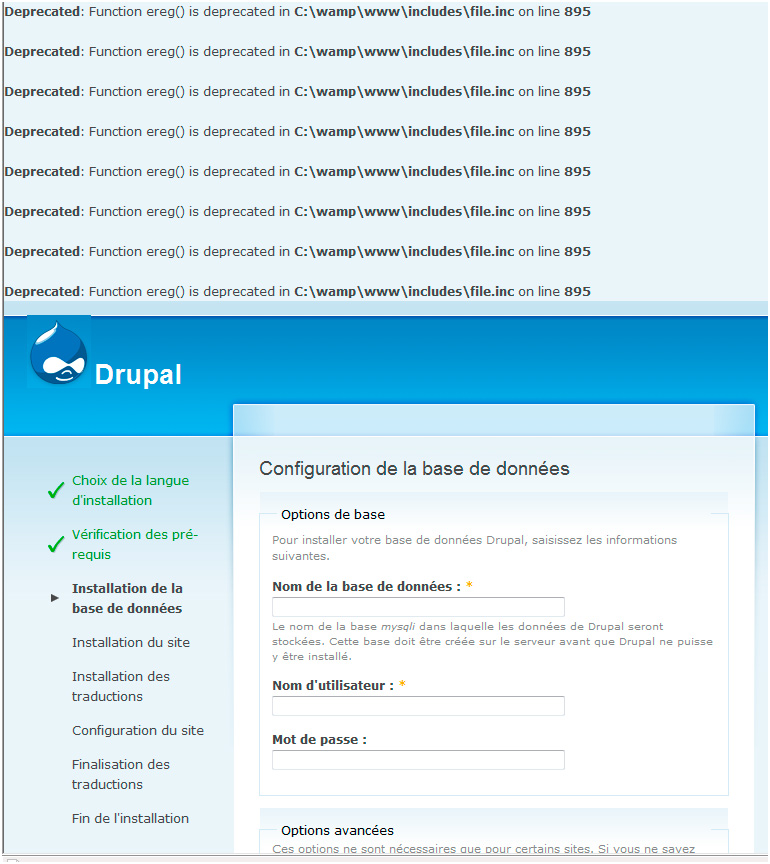 Deprecated: Function ereg() is deprecated in C:\wamp\www\includes\file.inc on line 895
Deprecated: Function ereg() is deprecated in C:\wamp\www\includes\file.inc on line 895
Deprecated: Function ereg() is deprecated in C:\wamp\www\includes\file.inc on line 895
Deprecated: Function ereg() is deprecated in C:\wamp\www\includes\file.inc on line 895
Deprecated: Function ereg() is deprecated in C:\wamp\www\includes\file.inc on line 895
Deprecated: Function ereg() is deprecated in C:\wamp\www\includes\file.inc on line 895
Deprecated: Function ereg() is deprecated in C:\wamp\www\includes\file.inc on line 895
Deprecated: Function ereg() is deprecated in C:\wamp\www\includes\file.inc on line 895
Drupal
Choix de la langue
d'installation
Vérification des pré-
requis
Installation de la
base de données
Installation du site
Installation des
traductions
Configuration du site
Finalisation des
traductions
Fin de l'installation
Configuration de la base de données
Options de base
Pour installer votre base de données Drupal, saisissez les informations
suivantes.
Nom de la base de données : *
Le nom de la base mysqli dans laquelle les données de Drupal seront
stockées. Cette base doit être créée sur le serveur avant que Drupal ne puisse
y être installé.
Nom d'utilisateur : *
Mot de passe :
Options avancées
Ces options ne sont nécessaires que pour certains sites. Si vous ne savez